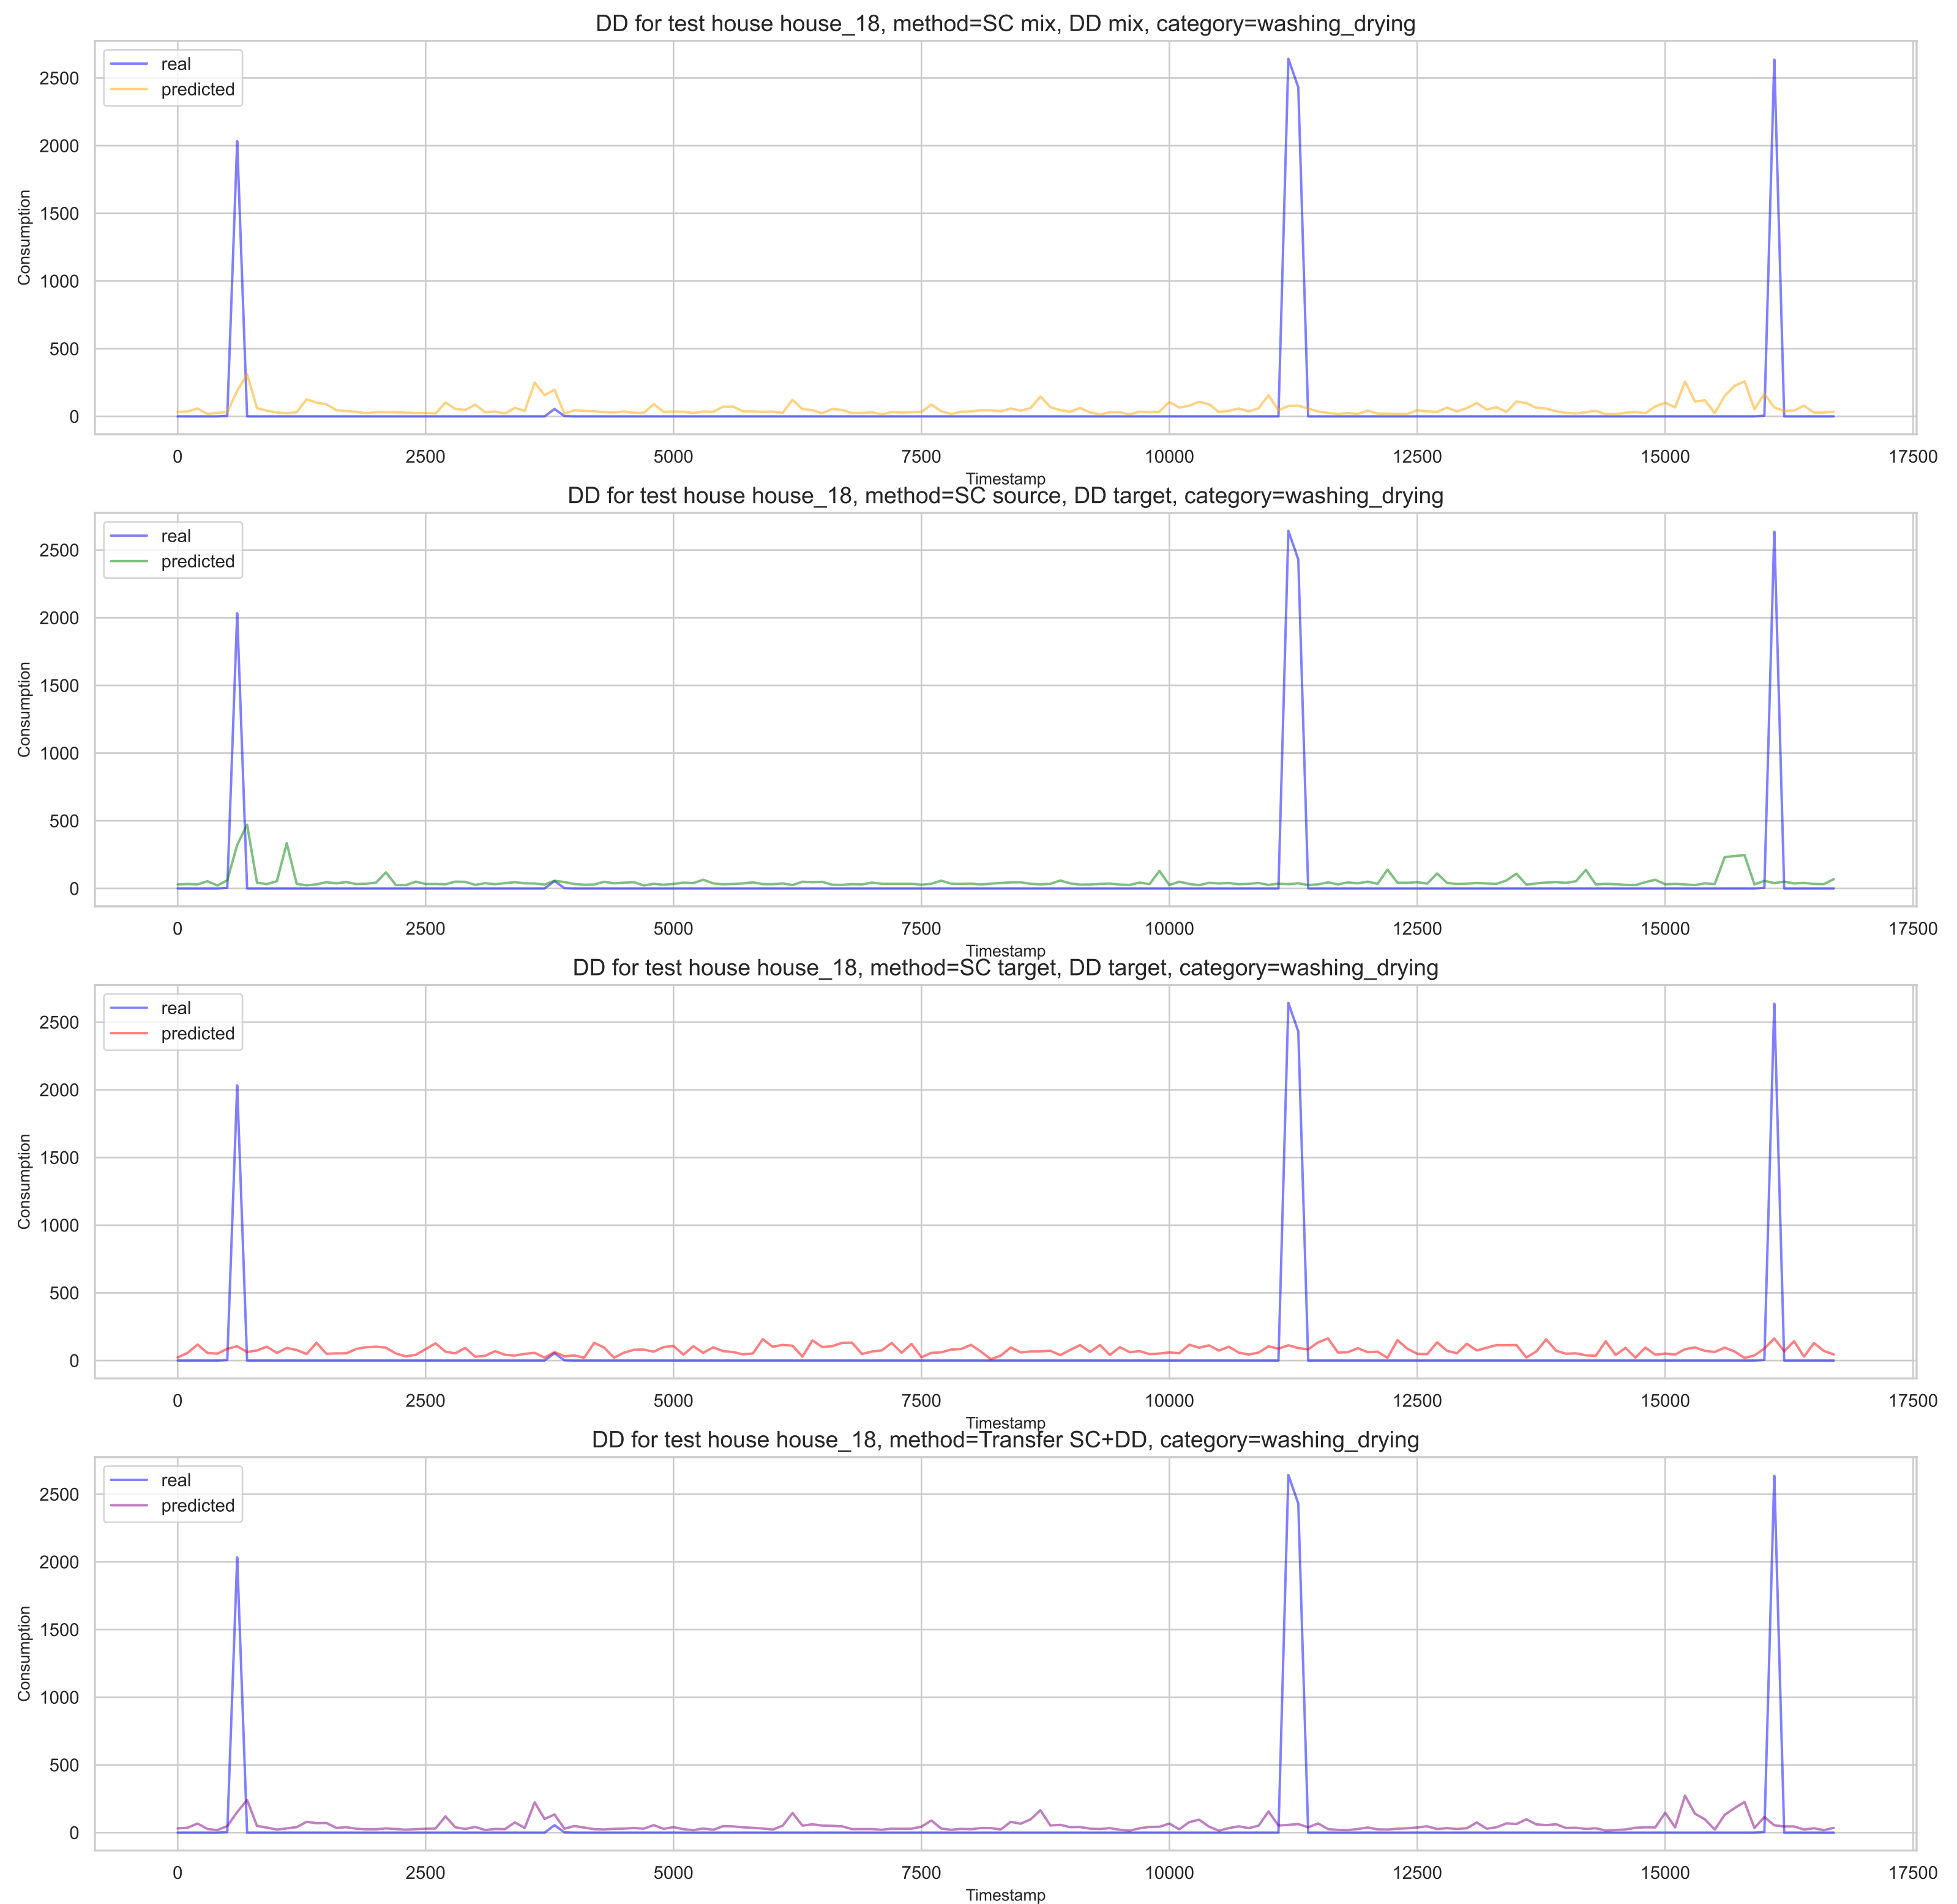 DD for test house house_18, method=SC mix, DD mix, category=washing_drying
real
predicted
2500
2000
1500
1000
500
0
Consumption
0 2500 5000 7500 10000 12500 15000 17500
Timestamp
DD for test house house_18, method=SC source, DD target, category=washing_drying
real
predicted
2500
2000
1500
1000
500
0
Consumption
0 2500 5000 7500 10000 12500 15000 17500
Timestamp
DD for test house house_18, method=SC target, DD target, category=washing_drying
real
predicted
2500
2000
1500
1000
500
0
Consumption
0 2500 5000 7500 10000 12500 15000 17500
Timestamp
DD for test house house_18, method=Transfer SC+DD, category=washing_drying
real
predicted
2500
2000
1500
1000
500
0
Consumption
0 2500 5000 7500 10000 12500 15000 17500
Timestamp